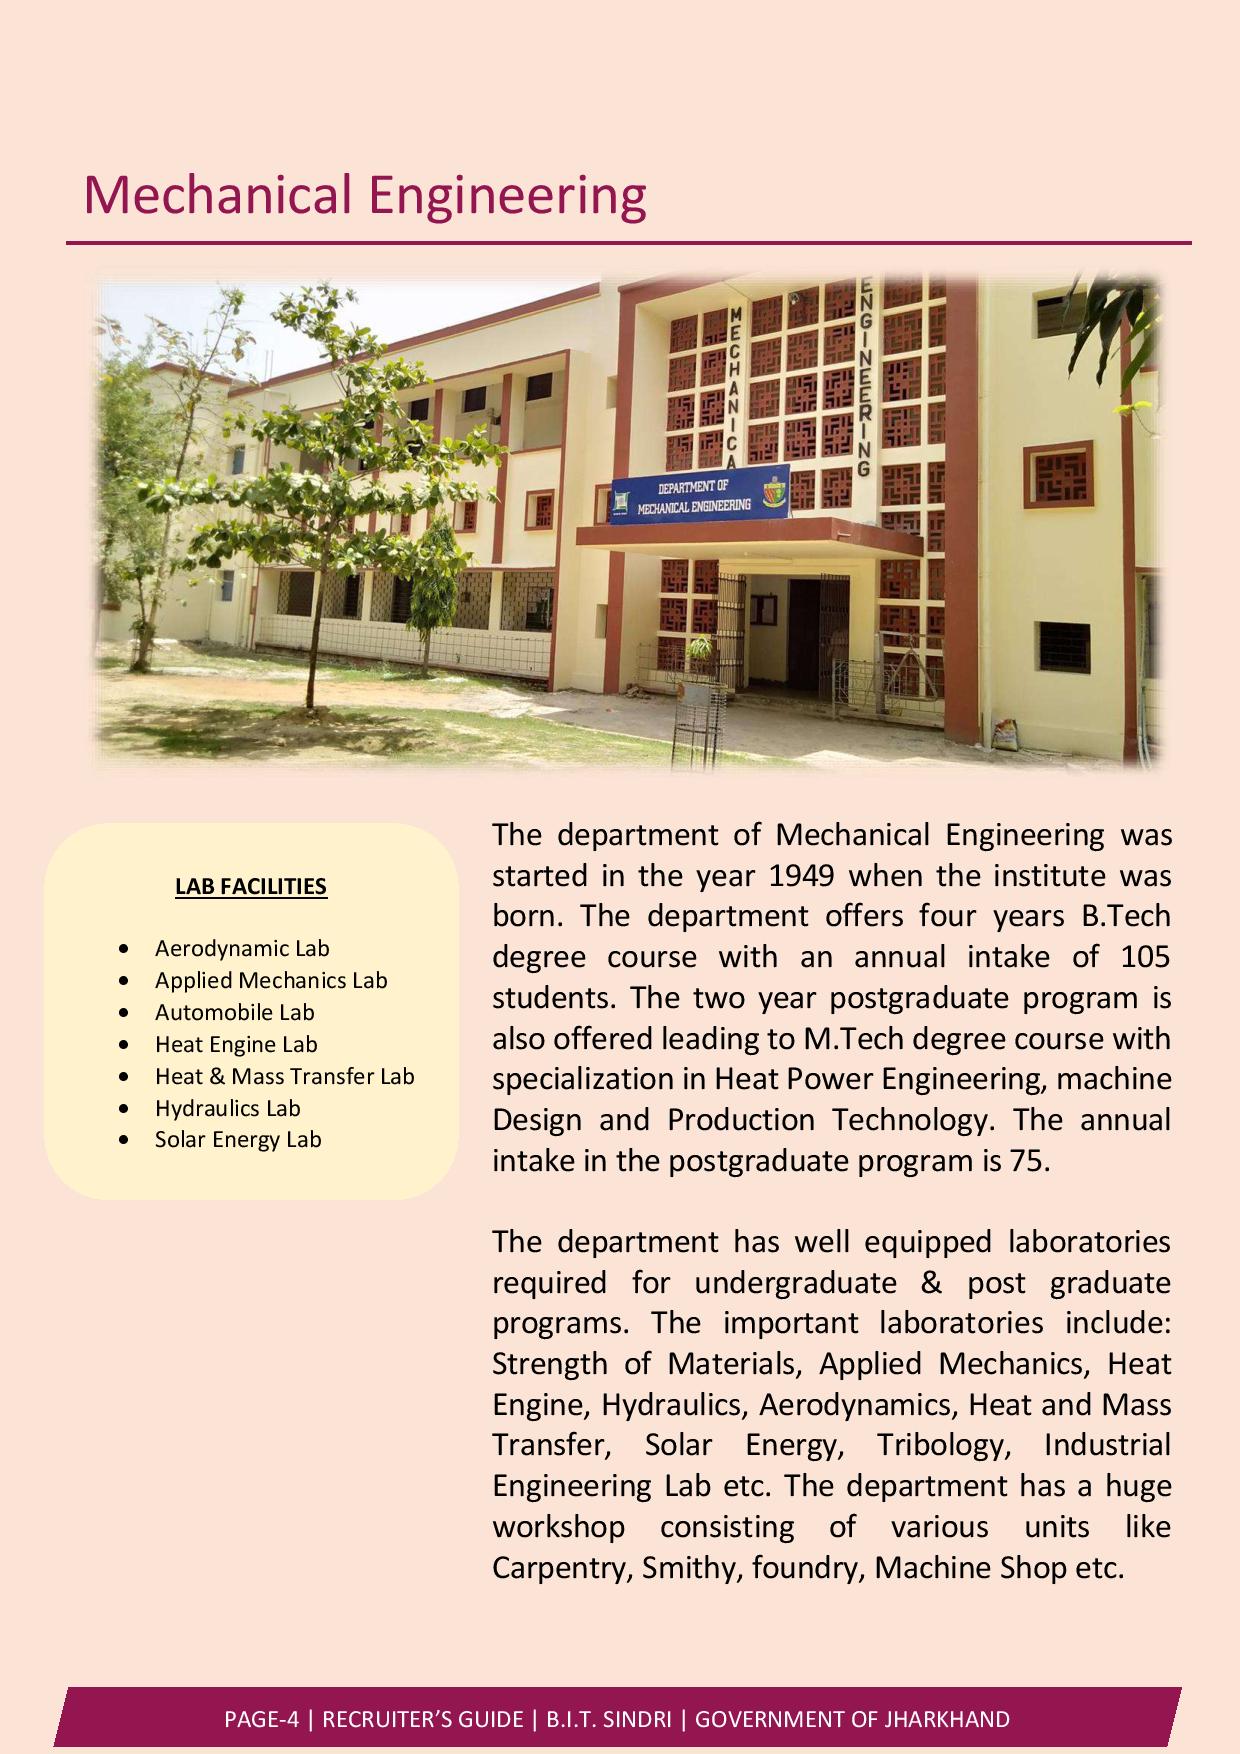 Mechanical Engineering
MECHANICA
ENGINEERING
DEPARTMENT OF
MECHANICAL ENGINEERING
LAB FACILITIES
• Aerodynamic Lab
• Applied Mechanics Lab
• Automobile Lab
• Heat Engine Lab
• Heat & Mass Transfer Lab
• Hydraulics Lab
• Solar Energy Lab
The department of Mechanical Engineering was
started in the year 1949 when the institute was
born. The department offers four years B.Tech
degree course with an annual intake of 105
students. The two year postgraduate program is
also offered leading to M.Tech degree course with
specialization in Heat Power Engineering, machine
Design and Production Technology. The annual
intake in the postgraduate program is 75.
The department has well equipped laboratories
required for undergraduate & post graduate
programs. The important laboratories include:
Strength of Materials, Applied Mechanics, Heat
Engine, Hydraulics, Aerodynamics, Heat and Mass
Transfer, Solar Energy, Tribology, Industrial
Engineering Lab etc. The department has a huge
workshop consisting of various units like
Carpentry, Smithy, foundry, Machine Shop etc.
PAGE-4 | RECRUITER’S GUIDE | B.I.T. SINDRI | GOVERNMENT OF JHARKHAND